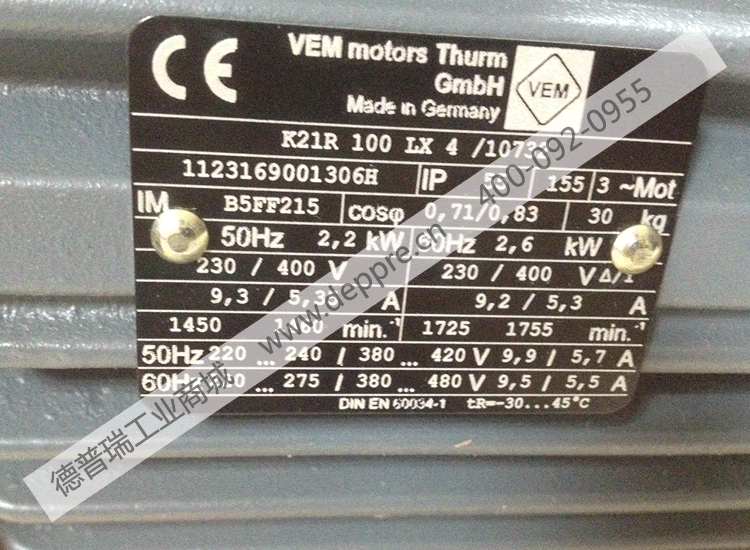 CE
VEM motors Thurm
GmbH
VEM
Made in Germany
K21R 100 LX 4
1123169001306H IP 155 3 ~Mot
IM B5FF215 cosφ 0,71/0,83 30 kg
50Hz 2,2 kW 60Hz 2,6 kW
230 / 400 V 230 / 400 V Δ/
9,3 / A 9,2 / 5,3 A
1450 min.⁻¹ 1725 1755 min.⁻¹
50Hz 220 ... 240 / 380 ... 420 V 9,9 / 5,7 A
60Hz ... 275 / 380 ... 480 V 9,5 / 5,5 A
DIN EN 60034-1 tR=-30...45°C
德普瑞工业商城 www.deppre.cn 400-092-0955